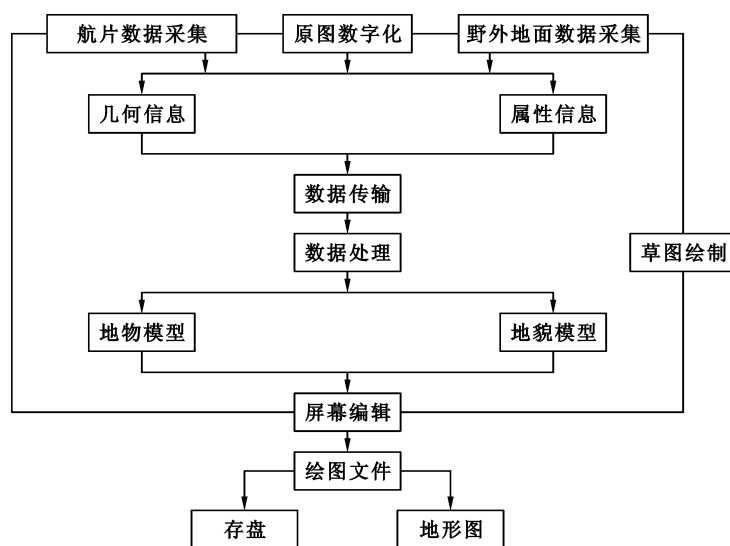 航片数据采集
原图数字化
野外地面数据采集
几何信息
属性信息
数据传输
数据处理
草图绘制
地物模型
地貌模型
屏幕编辑
绘图文件
存盘
地形图